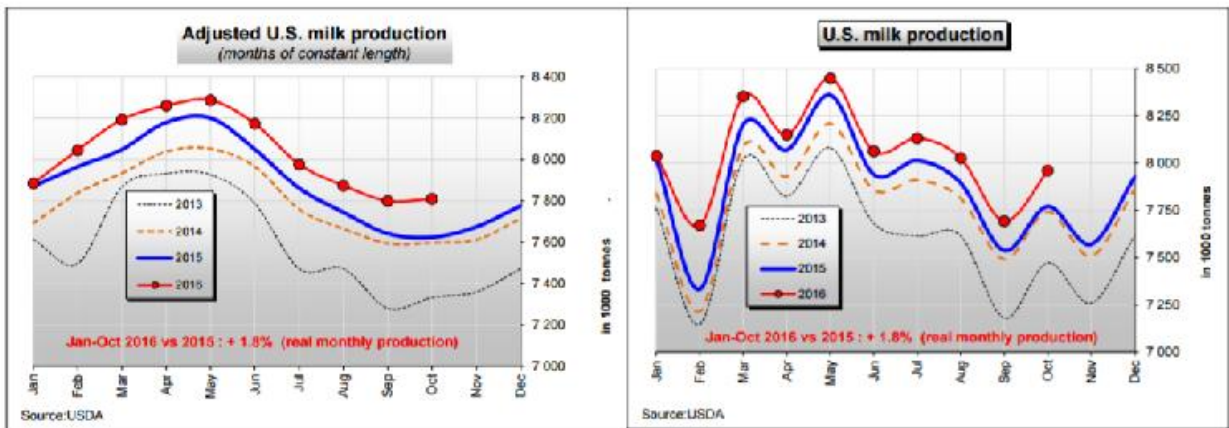 Adjusted U.S. milk production
(months of constant length)
8 400
8 200
8 000
7 800
7 600
7 400
7 200
7 000
in 1000 tonnes
2013
2014
2015
2016
Jan-Oct 2016 vs 2015 : + 1.8% (real monthly production)
Jan
Feb
Mar
Apr
May
Jun
Jul
Aug
Sep
Oct
Nov
Dec
Source:USDA
U.S. milk production
8 500
8 250
8 000
7 750
7 500
7 250
7 000
in 1000 tonnes
2013
2014
2015
2016
Jan-Oct 2016 vs 2015 : + 1.8% (real monthly production)
Jan
Feb
Mar
Apr
May
Jun
Jul
Aug
Sep
Oct
Nov
Dec
Source:USDA